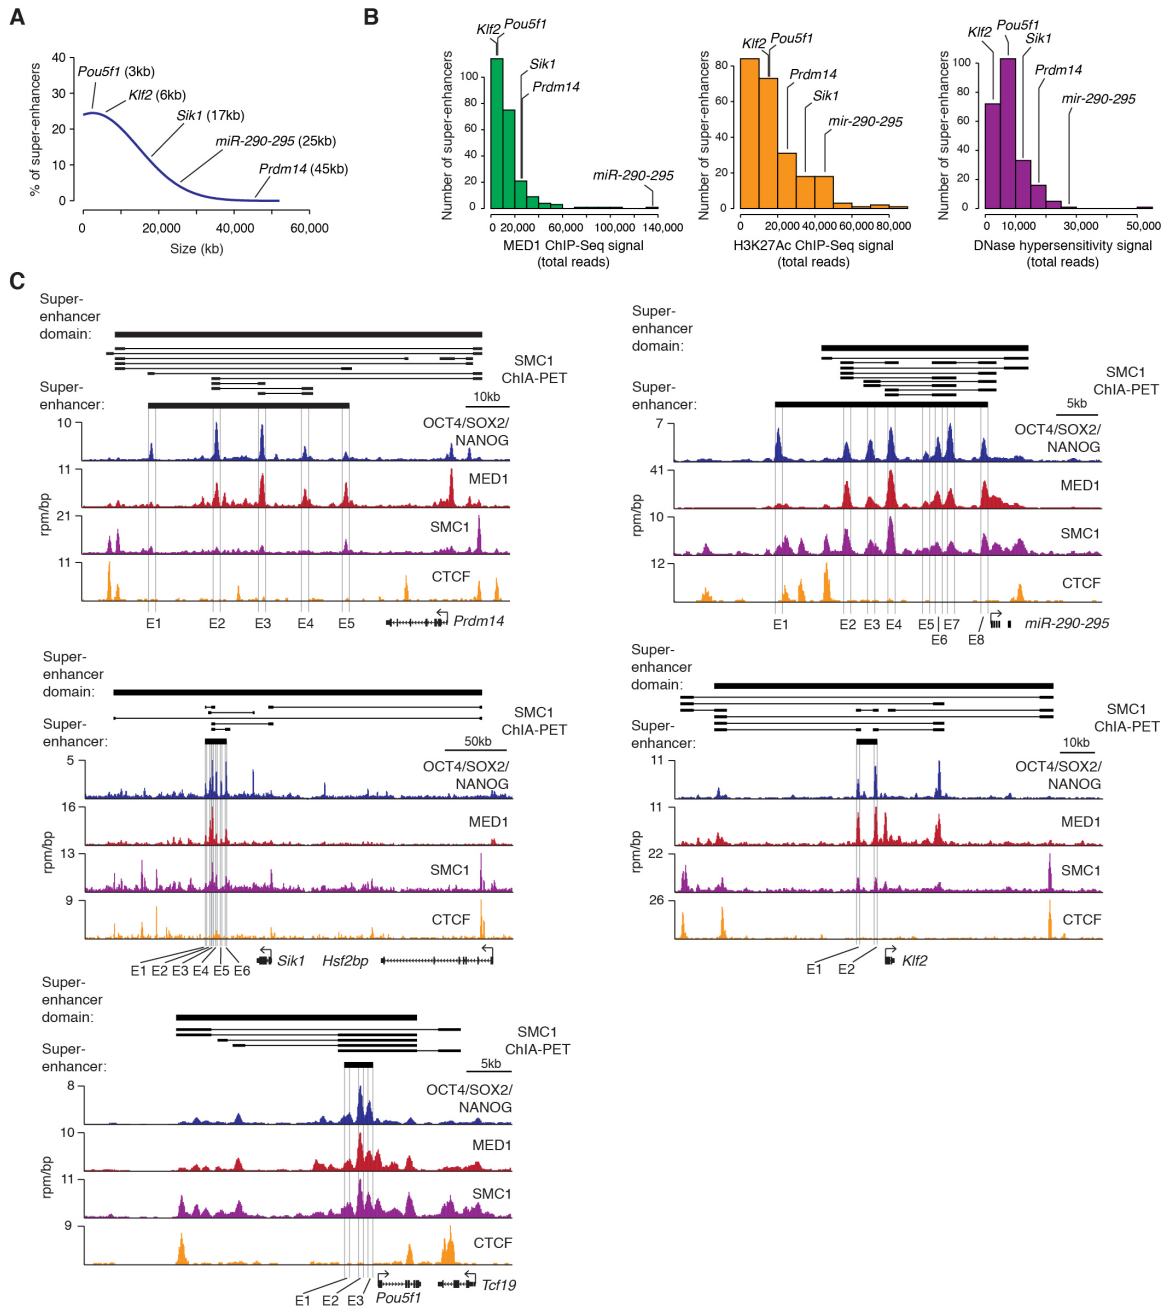 A
% of super-enhancers
40
30
20
10
0
Pou5f1 (3kb)
Klf2 (6kb)
Sik1 (17kb)
miR-290-295 (25kb)
Prdm14 (45kb)
0
20,000
40,000
60,000
Size (kb)
B
Number of super-enhancers
100
80
60
40
20
0
Klf2
Pou5f1
Sik1
Prdm14
miR-290-295
0
20,000
60,000
100,000
140,000
MED1 ChIP-Seq signal
(total reads)
Number of super-enhancers
80
60
40
20
0
Klf2
Pou5f1
Prdm14
Sik1
mir-290-295
0
20,000
40,000
60,000
80,000
H3K27Ac ChIP-Seq signal
(total reads)
Number of super-enhancers
100
80
60
40
20
0
Klf2
Pou5f1
Sik1
Prdm14
mir-290-295
0
10,000
30,000
50,000
DNase hypersensitivity signal
(total reads)
C
Super-
enhancer
domain:
SMC1
ChIA-PET
Super-
enhancer:
10kb
10
OCT4/SOX2/
NANOG
11
MED1
rpm/bp
21
SMC1
11
CTCF
E1
E2
E3
E4
E5
Prdm14
Super-
enhancer
domain:
SMC1
ChIA-PET
Super-
enhancer:
5kb
7
OCT4/SOX2/
NANOG
41
MED1
rpm/bp
10
SMC1
12
CTCF
E1
E2
E3
E4
E5
E6
E7
E8
miR-290-295
Super-
enhancer
domain:
SMC1
ChIA-PET
Super-
enhancer:
50kb
5
OCT4/SOX2/
NANOG
16
MED1
rpm/bp
13
SMC1
9
CTCF
E1
E2
E3
E4
E5
E6
Sik1
Hsf2bp
Super-
enhancer
domain:
SMC1
ChIA-PET
Super-
enhancer:
10kb
11
OCT4/SOX2/
NANOG
11
MED1
rpm/bp
22
SMC1
26
CTCF
E1
E2
Klf2
Super-
enhancer
domain:
SMC1
ChIA-PET
Super-
enhancer:
5kb
8
OCT4/SOX2/
NANOG
10
MED1
rpm/bp
11
SMC1
9
CTCF
E1
E2
E3
Pou5f1
Tcf19